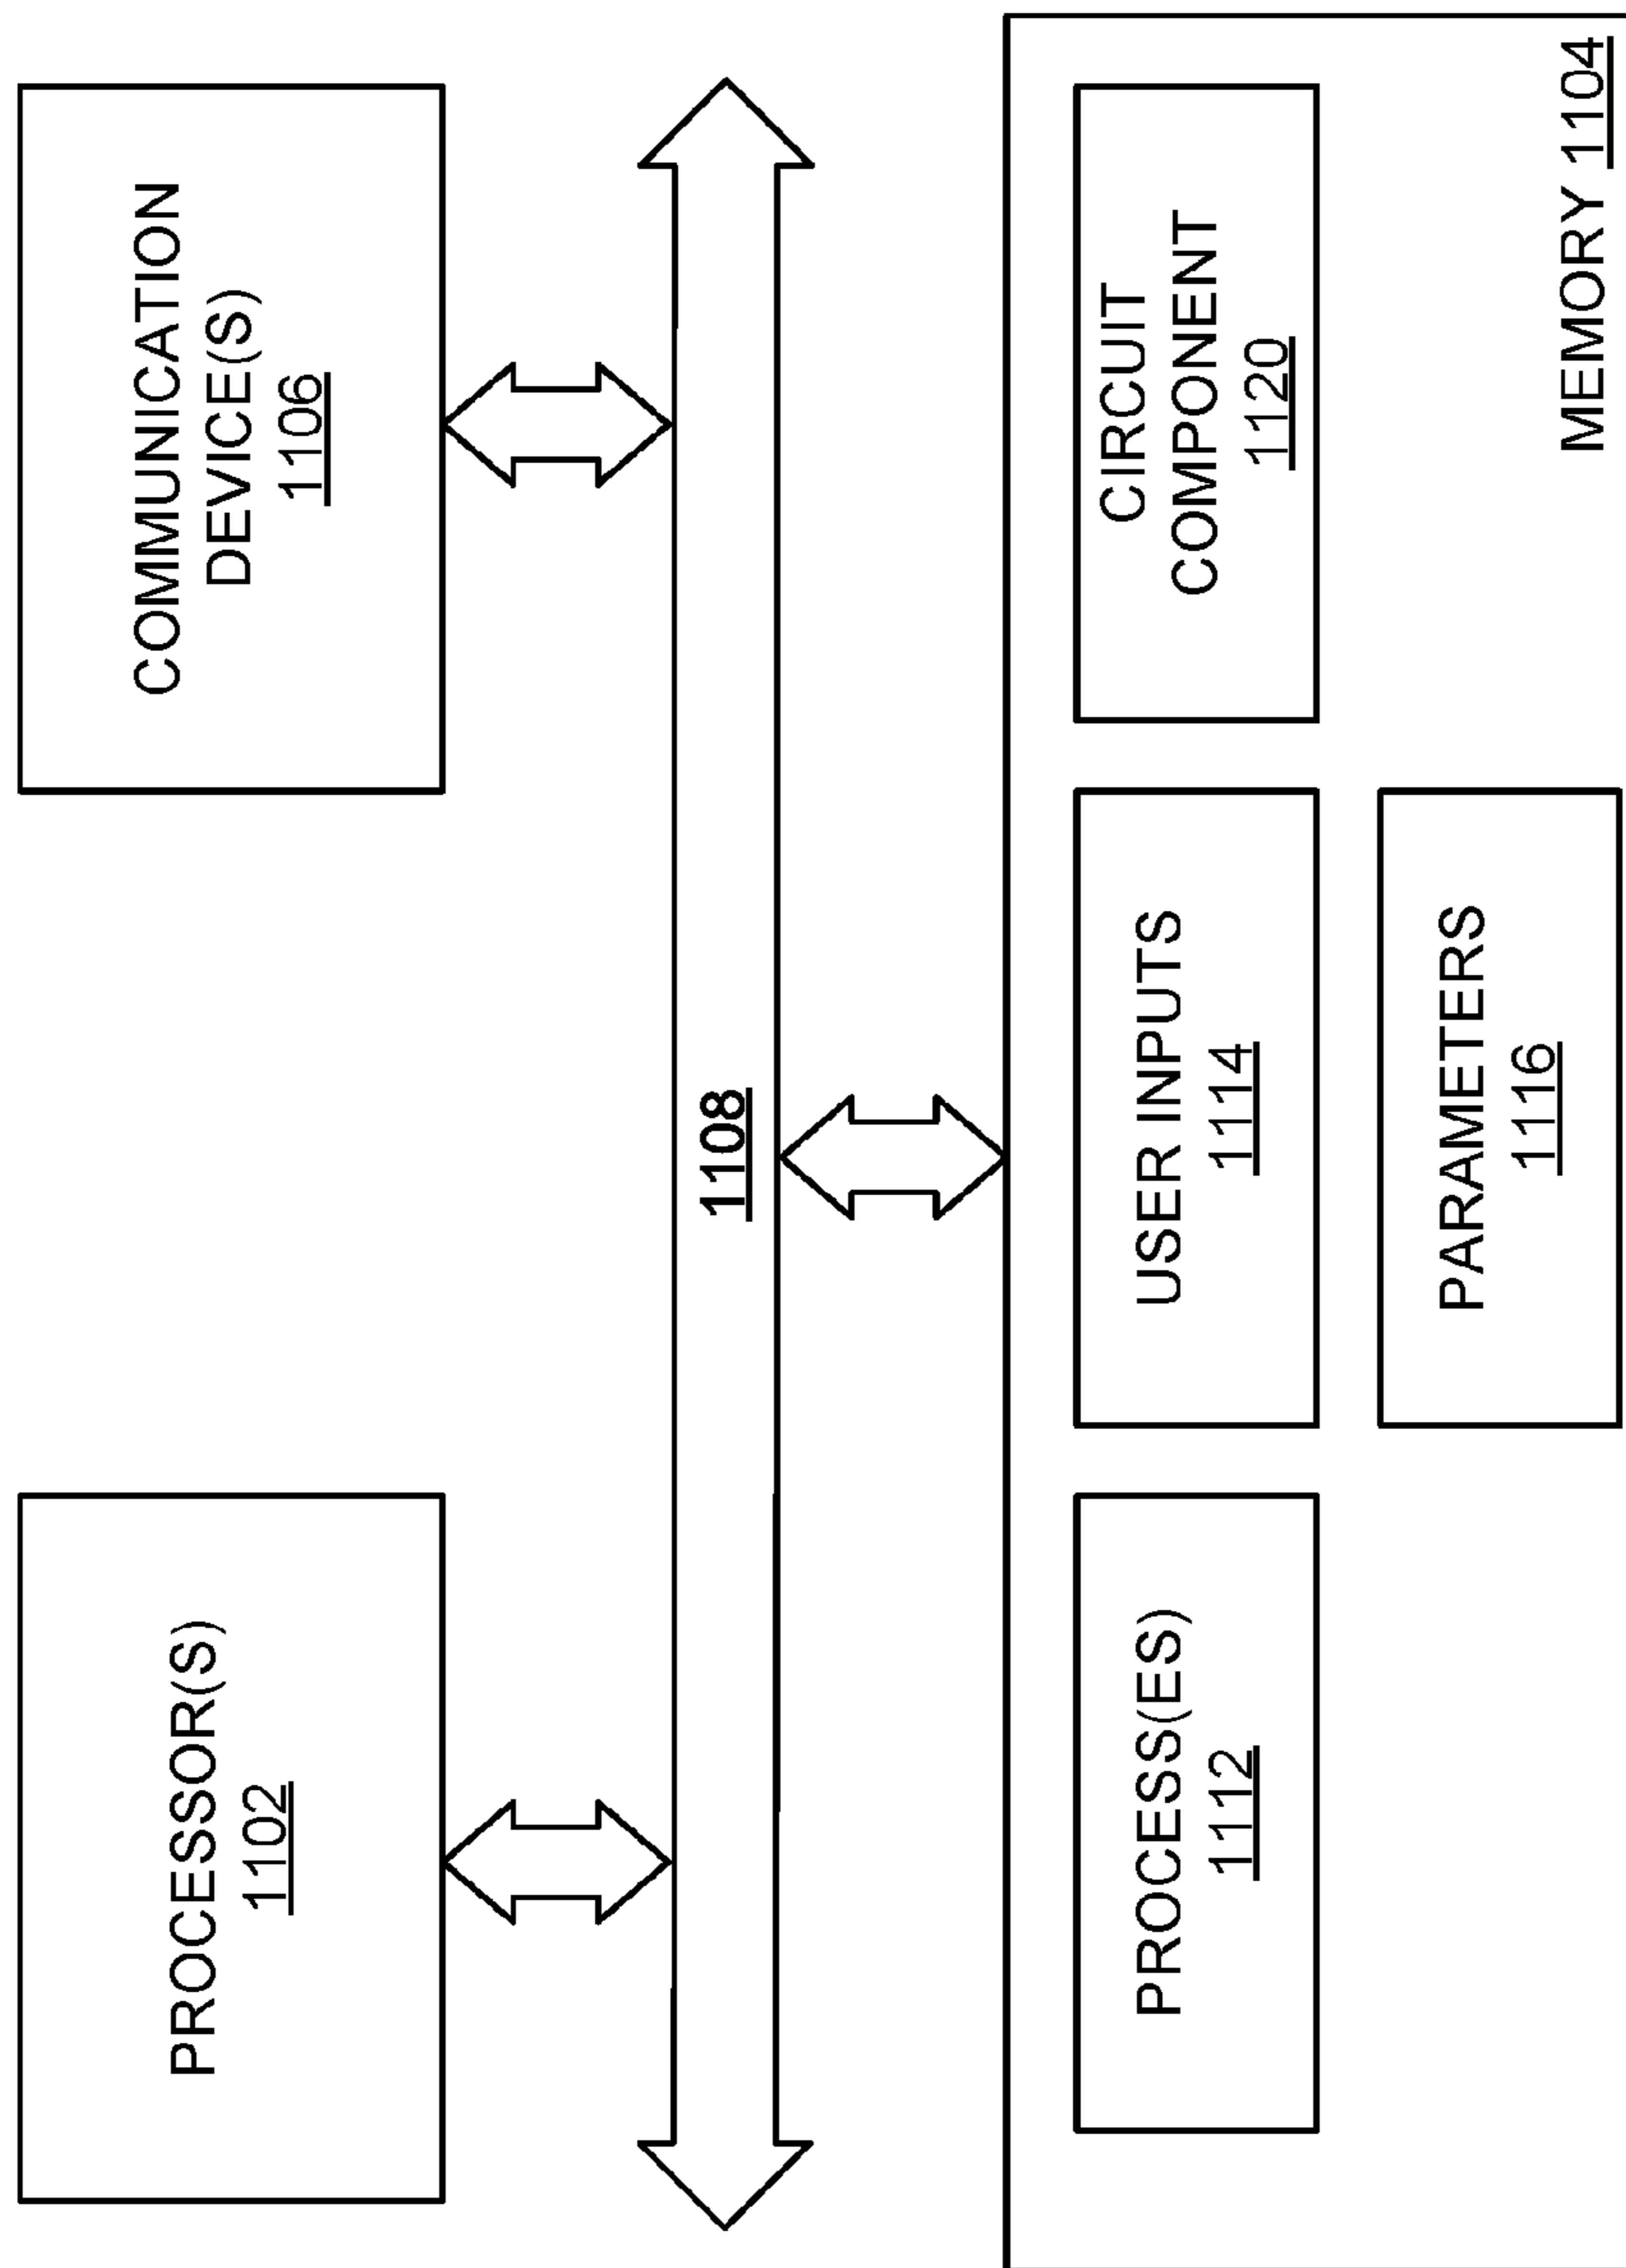 PROCESSOR(S)
1102
COMMUNICATION
DEVICE(S)
1106
1108
PROCESS(ES)
1112
USER INPUTS
1114
CIRCUIT
COMPONENT
1120
PARAMETERS
1116
MEMORY 1104